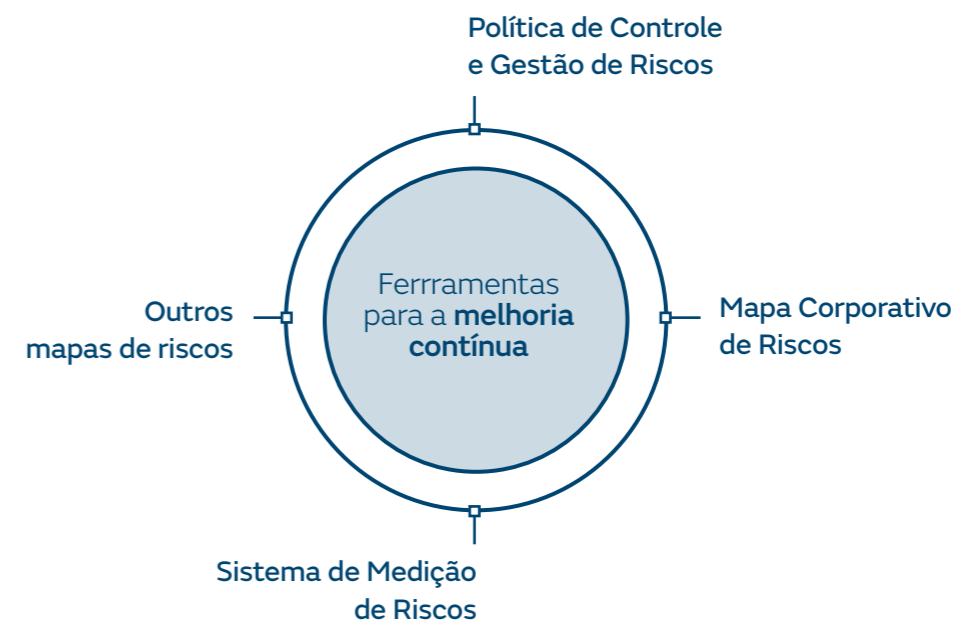 Política de Controle
e Gestão de Riscos
Ferrramentas
para a melhoria
contínua
Outros
mapas de riscos
Mapa Corporativo
de Riscos
Sistema de Medição
de Riscos